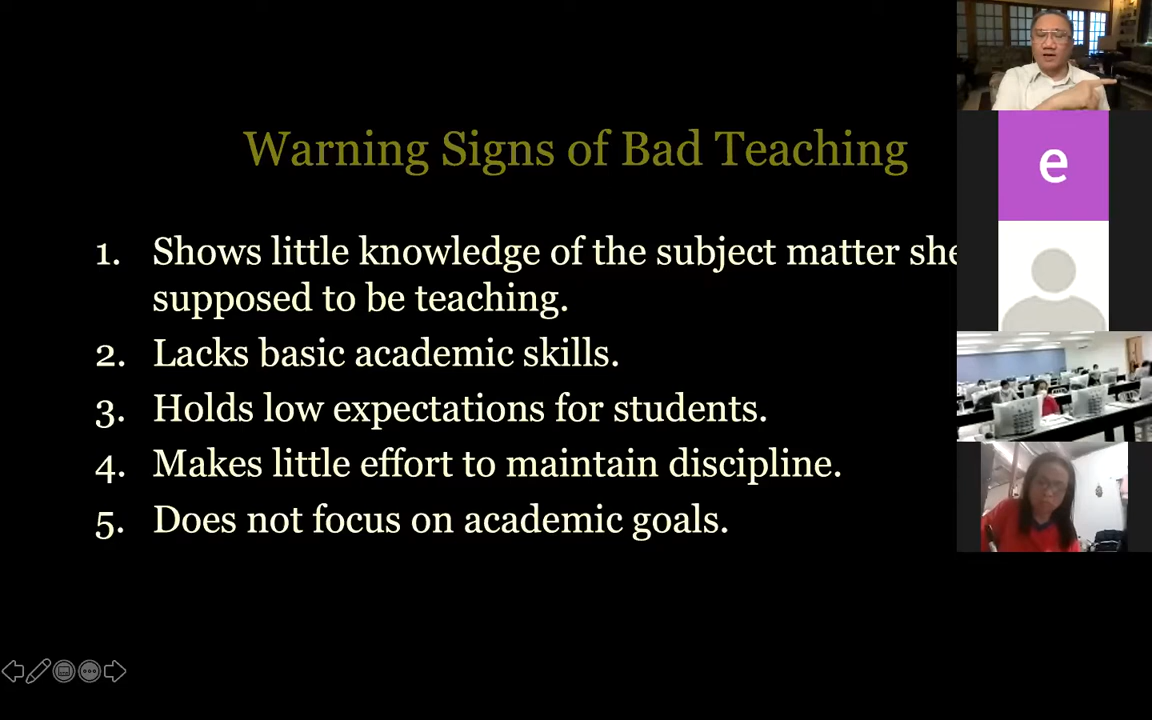 Warning Signs of Bad Teaching
1. Shows little knowledge of the subject matter she
supposed to be teaching.
2. Lacks basic academic skills.
3. Holds low expectations for students.
4. Makes little effort to maintain discipline.
5. Does not focus on academic goals.
e